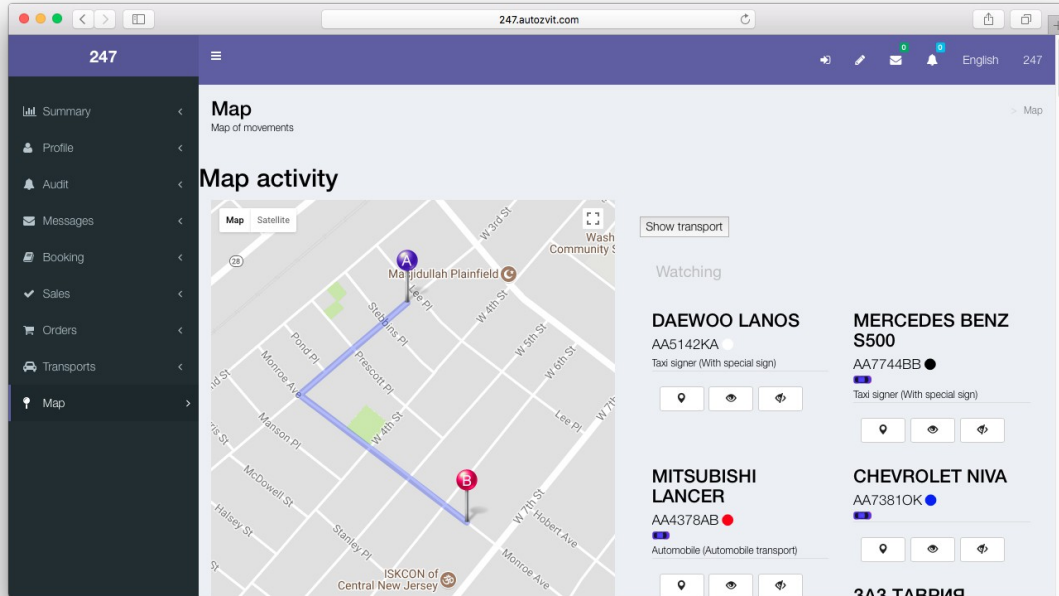 247.autozvit.com
247
0
0
English
247
Summary
Profile
Audit
Messages
Booking
Sales
Orders
Transports
Map
Map
Map of movements
> Map
Map activity
Map
Satellite
28
W 3rd St
Wash
Community S
A
Masjidullah Plainfield
Lee Pl
W 4th St
Stebbins Pl
W 5th St
Pond Pl
Prescott Pl
W 6th St
Monroe Ave
Lee Pl
W 7th
Manson Pl
W 4th St
McDowell St
B
Halsey St
W 7th St
Hobert Ave
Stanley Pl
Monroe Ave
ISKCON of
Central New Jersey
Show transport
Watching
DAEWOO LANOS
AA5142KA
Taxi signer (With special sign)
MERCEDES BENZ
S500
AA7744BB
Taxi signer (With special sign)
MITSUBISHI
LANCER
AA4378AB
Automobile (Automobile transport)
CHEVROLET NIVA
AA7381OK
ЗАЗ ТАВРИЯ